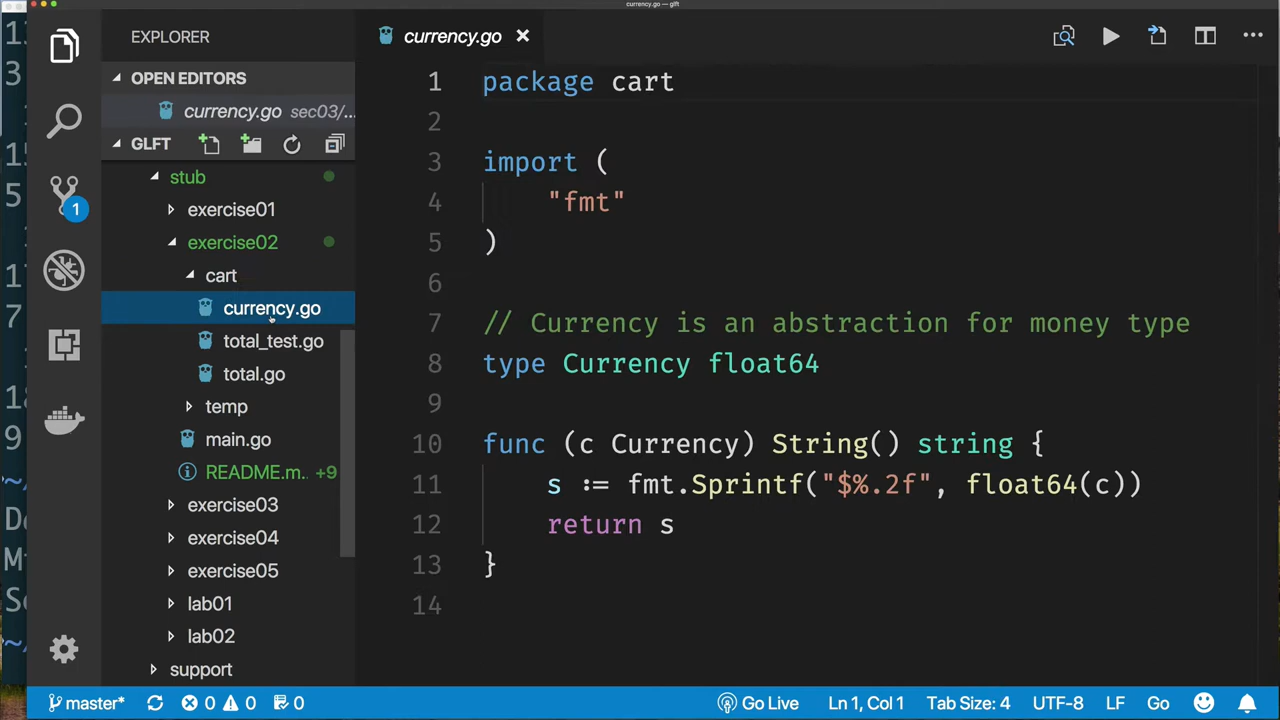 currency.go — glft
EXPLORER
OPEN EDITORS
currency.go sec03/...
GLFT
stub
exercise01
exercise02
cart
currency.go
total_test.go
total.go
temp
main.go
README.m... +9
exercise03
exercise04
exercise05
lab01
lab02
support
1
currency.go
1 package cart
2
3 import (
4 "fmt"
5 )
6
7 // Currency is an abstraction for money type
8 type Currency float64
9
10 func (c Currency) String() string {
11 s := fmt.Sprintf("$%.2f", float64(c))
12 return s
13 }
14
master* 0 0 0 Go Live Ln 1, Col 1 Tab Size: 4 UTF-8 LF Go